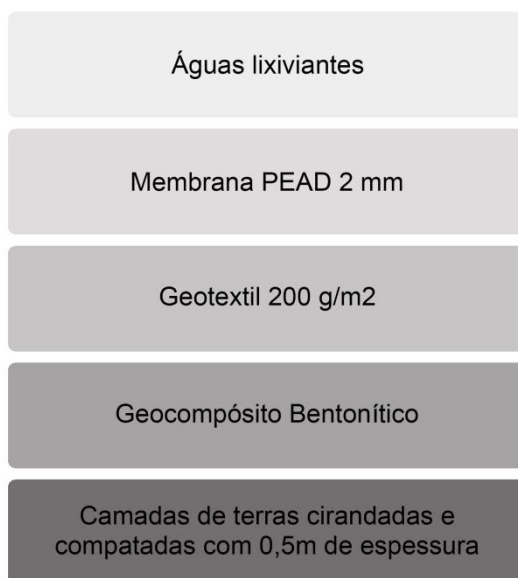 Águas lixiviantes
Membrana PEAD 2 mm
Geotextil 200 g/m2
Geocompósito Bentonítico
Camadas de terras cirandadas e
compatadas com 0,5m de espessura